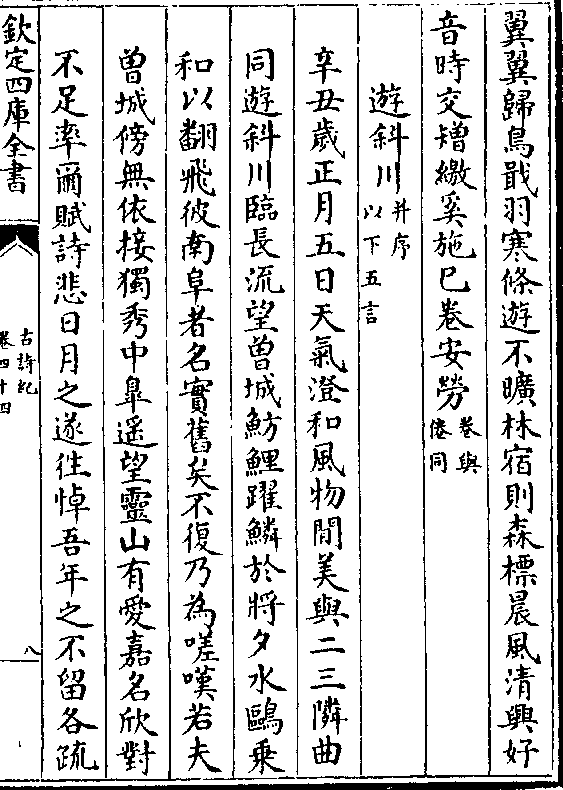 翼翼歸鳥戢羽寒條遊不曠林宿則森標晨風清興好
音時交矰繳奚施已卷安勞卷與倦同
遊斜川并序以下五言
辛丑歲正月五日天氣澄和風物閒美與二三隣曲
同遊斜川臨長流望曾城魴鯉躍鱗於將夕水鷗乗
和以翻飛彼南阜者名實舊矣不復乃為嗟嘆若夫
曾城傍無依接獨秀中臯遥望靈山有愛嘉名欣對
不足率爾賦詩悲日月之遂徃悼吾年之不留各疏
欽定四庫全書
古詩紀
卷四十四
八